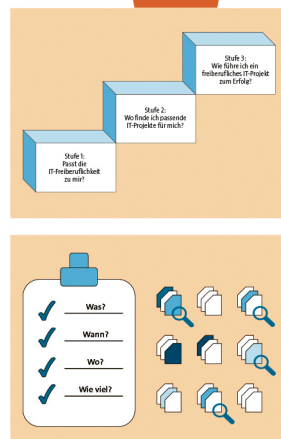 Stufe 3:
Wie führe ich ein
freiberufliches IT-Projekt
zum Erfolg?
Stufe 2:
Wo finde ich passende
IT-Projekte für mich?
Stufe 1:
Passt die
IT-Freiberuflichkeit
zu mir?
Was?
Wann?
Wo?
Wie viel?